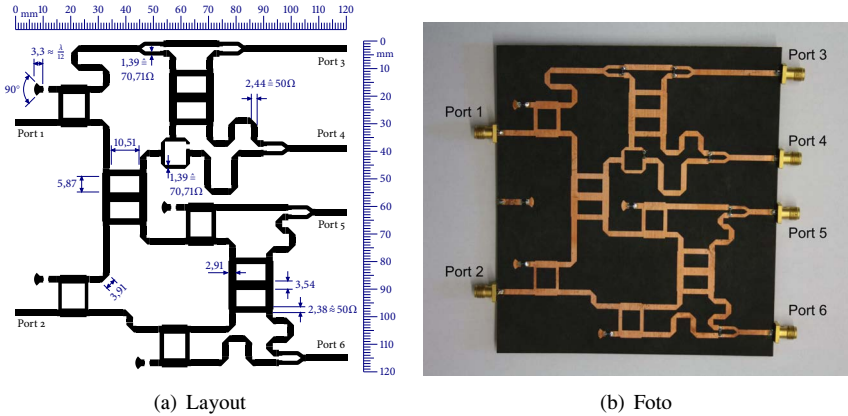 0 10 20 30 40 50 60 70 80 90 100 110 120
mm
3,3 ≈ λ/12
90°
1,39 ≙
70,71Ω
Port 3
2,44 ≙ 50Ω
Port 1
Port 4
10,51
5,87
1,39 ≙
70,71Ω
Port 5
2,91
3,54
3,91
2,38 ≙ 50Ω
Port 2
Port 6
0
mm
10
20
30
40
50
60
70
80
90
100
110
120
(a) Layout
Port 3
Port 1
Port 4
Port 5
Port 2
Port 6
(b) Foto